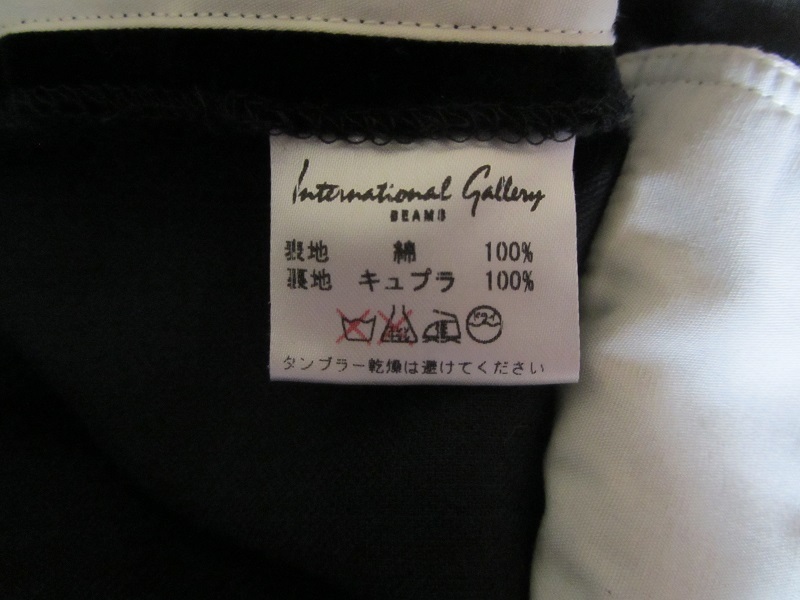 International Gallery
BEAMS
表地 綿 100%
裏地 キュプラ 100%
ドライ
タンブラー乾燥は避けてください